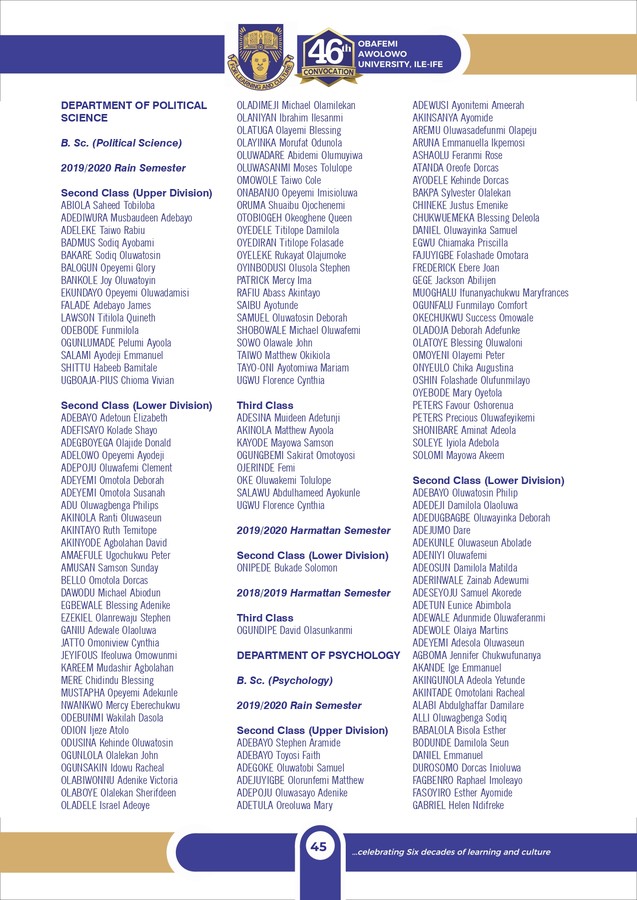 FOR LEARNING AND CULTURE
46th
CONVOCATION
OBAFEMI
AWOLOWO
UNIVERSITY, ILE-IFE
DEPARTMENT OF POLITICAL
SCIENCE
B. Sc. (Political Science)
2019/2020 Rain Semester
Second Class (Upper Division)
ABIOLA Saheed Tobiloba
ADEDIWURA Musbaudeen Adebayo
ADELEKE Taiwo Rabiu
BADMUS Sodiq Ayobami
BAKARE Sodiq Oluwatosin
BALOGUN Opeyemi Glory
BANKOLE Joy Oluwatoyin
EKUNDAYO Opeyemi Oluwadamisi
FALADE Adebayo James
LAWSON Titilola Quineth
ODEBODE Funmilola
OGUNLUMADE Pelumi Ayoola
SALAMI Ayodeji Emmanuel
SHITTU Habeeb Bamitale
UGBOAJA-PIUS Chioma Vivian
Second Class (Lower Division)
ADEBAYO Adetoun Elizabeth
ADEFISAYO Kolade Shayo
ADEGBOYEGA Olajide Donald
ADELOWO Opeyemi Ayodeji
ADEPOJU Oluwafemi Clement
ADEYEMI Omotola Deborah
ADEYEMI Omotola Susanah
ADU Oluwagbenga Philips
AKINOLA Ranti Oluwaseun
AKINTAYO Ruth Temitope
AKINYODE Agbolahan David
AMAEFULE Ugochukwu Peter
AMUSAN Samson Sunday
BELLO Omotola Dorcas
DAWODU Michael Abiodun
EGBEWALE Blessing Adenike
EZEKIEL Olanrewaju Stephen
GANIU Adewale Olaoluwa
JATTO Omoniview Cynthia
JEYIFOUS Ifeoluwa Omowunmi
KAREEM Mudashir Agbolahan
MERE Chidindu Blessing
MUSTAPHA Opeyemi Adekunle
NWANKWO Mercy Eberechukwu
ODEBUNMI Wakilah Dasola
ODION Ijeze Atolo
ODUSINA Kehinde Oluwatosin
OGUNLOLA Olalekan John
OGUNSAKIN Idowu Racheal
OLABIWONNU Adenike Victoria
OLABOYE Olalekan Sherifdeen
OLADELE Israel Adeoye
OLADIMEJI Michael Olamilekan
OLANIYAN Ibrahim Ilesanmi
OLATUGA Olayemi Blessing
OLAYINKA Morufat Odunola
OLUWADARE Abidemi Olumuyiwa
OLUWASANMI Moses Tolulope
OMOWOLE Taiwo Cole
ONABANJO Opeyemi Imisioluwa
ORUMA Shuaibu Ojochenemi
OTOBIOGEH Okeoghene Queen
OYEDELE Titilope Damilola
OYEDIRAN Titilope Folasade
OYELEKE Rukayat Olajumoke
OYINBODUSI Olusola Stephen
PATRICK Mercy Ima
RAFIU Abass Akintayo
SAIBU Ayotunde
SAMUEL Oluwatosin Deborah
SHOBOWALE Michael Oluwafemi
SOWO Olawale John
TAIWO Matthew Okikiola
TAYO-ONI Ayotomiwa Mariam
UGWU Florence Cynthia
Third Class
ADESINA Muideen Adetunji
AKINOLA Matthew Ayoola
KAYODE Mayowa Samson
OGUNGBEMI Sakirat Omotoyosi
OJERINDE Femi
OKE Oluwakemi Tolulope
SALAWU Abdulhameed Ayokunle
UGWU Florence Cynthia
2019/2020 Harmattan Semester
Second Class (Lower Division)
ONIPEDE Bukade Solomon
2018/2019 Harmattan Semester
Third Class
OGUNDIPE David Olasunkanmi
DEPARTMENT OF PSYCHOLOGY
B. Sc. (Psychology)
2019/2020 Rain Semester
Second Class (Upper Division)
ADEBAYO Stephen Aramide
ADEBAYO Toyosi Faith
ADEGOKE Oluwatobi Samuel
ADEJUYIGBE Olorunfemi Matthew
ADEPOJU Oluwasayo Adenike
ADETULA Oreoluwa Mary
ADEWUSI Ayonitemi Ameerah
AKINSANYA Ayomide
AREMU Oluwasadefunmi Olapeju
ARUNA Emmanuella Ikpemosi
ASHAOLU Feranmi Rose
ATANDA Oreofe Dorcas
AYODELE Kehinde Dorcas
BAKPA Sylvester Olalekan
CHINEKE Justus Emenike
CHUKWUEMEKA Blessing Deleola
DANIEL Oluwayinka Samuel
EGWU Chiamaka Priscilla
FAJUYIGBE Folashade Omotara
FREDERICK Ebere Joan
GEGE Jackson Abilijen
MUOGHALU Ifunanyachukwu Maryfrances
OGUNFALU Funmilayo Comfort
OKECHUKWU Success Omowale
OLADOJA Deborah Adefunke
OLATOYE Blessing Oluwaloni
OMOYENI Olayemi Peter
ONYEULO Chika Augustina
OSHIN Folashade Olufunmilayo
OYEBODE Mary Oyetola
PETERS Favour Oshorenua
PETERS Precious Oluwafeyikemi
SHONIBARE Aminat Adeola
SOLEYE Iyiola Adebola
SOLOMI Mayowa Akeem
Second Class (Lower Division)
ADEBAYO Oluwatosin Philip
ADEDEJI Damilola Olaoluwa
ADEDUGBAGBE Oluwayinka Deborah
ADEJIMO Dare
ADEKUNLE Oluwaseun Abolade
ADENIYI Oluwafemi
ADEOSUN Damilola Matilda
ADERINWALE Zainab Adewumi
ADESEYOJU Samuel Akorede
ADETUN Eunice Abimbola
ADEWALE Adunmide Oluwaferanmi
ADEWOLE Olaiya Martins
ADEYEMI Adesola Oluwaseun
AGBOMA Jennifer Chukwufunanya
AKANDE Ige Emmanuel
AKINGUNOLA Adeola Yetunde
AKINTADE Omotolani Racheal
ALABI Abdulghaffar Damilare
ALLI Oluwagbenga Sodiq
BABALOLA Bisola Esther
BODUNDE Damilola Seun
DANIEL Emmanuel
DUROSOMO Dorcas Inioluwa
FAGBENRO Raphael Imoleayo
FASOYIRO Esther Ayomide
GABRIEL Helen Ndifreke
45
...celebrating Six decades of learning and culture